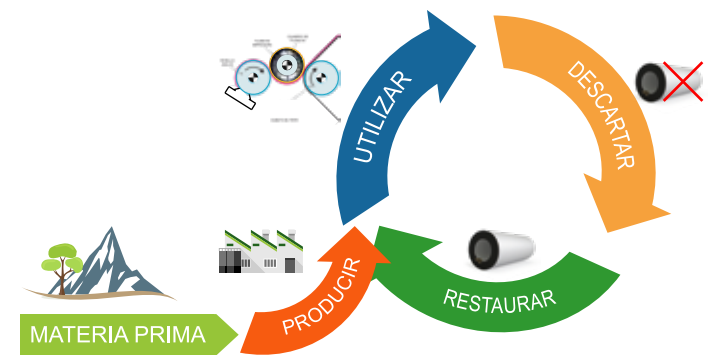 UTILIZAR
DESCARTAR
RESTAURAR
PRODUCIR
MATERIA PRIMA